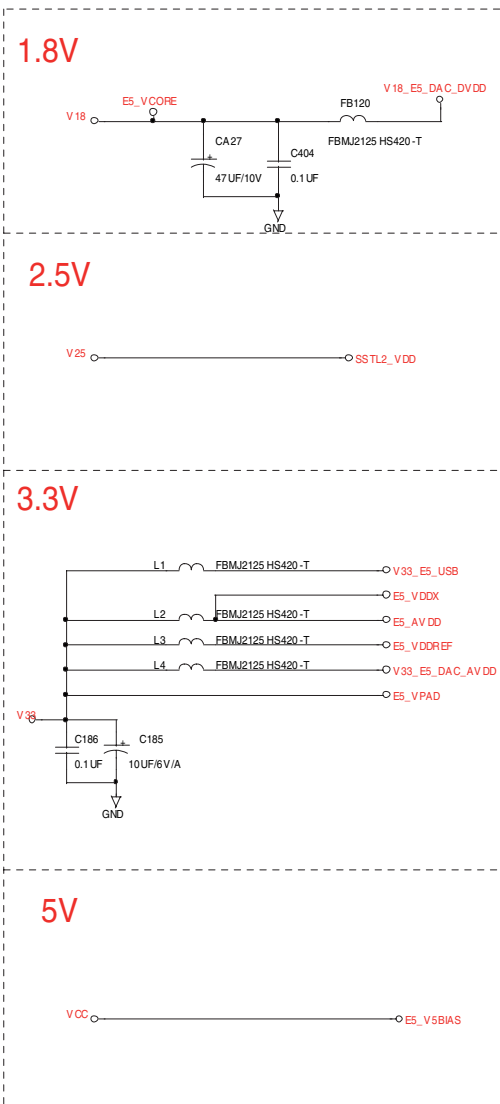 1.8V
V18_E5_DAC_DVDD
E5_VCORE
FB120
V18
CA27
FBMJ2125 HS420-T
C404
47UF/10V
0.1UF
GND
2.5V
V25
SSTL2_VDD
3.3V
L1 FBMJ2125 HS420-T V33_E5_USB
E5_VDDX
L2 FBMJ2125 HS420-T E5_AVDD
L3 FBMJ2125 HS420-T E5_VDDREF
L4 FBMJ2125 HS420-T V33_E5_DAC_AVDD
E5_VPAD
V33
C186 C185
0.1UF 10UF/6V/A
GND
5V
VCC E5_V5BIAS